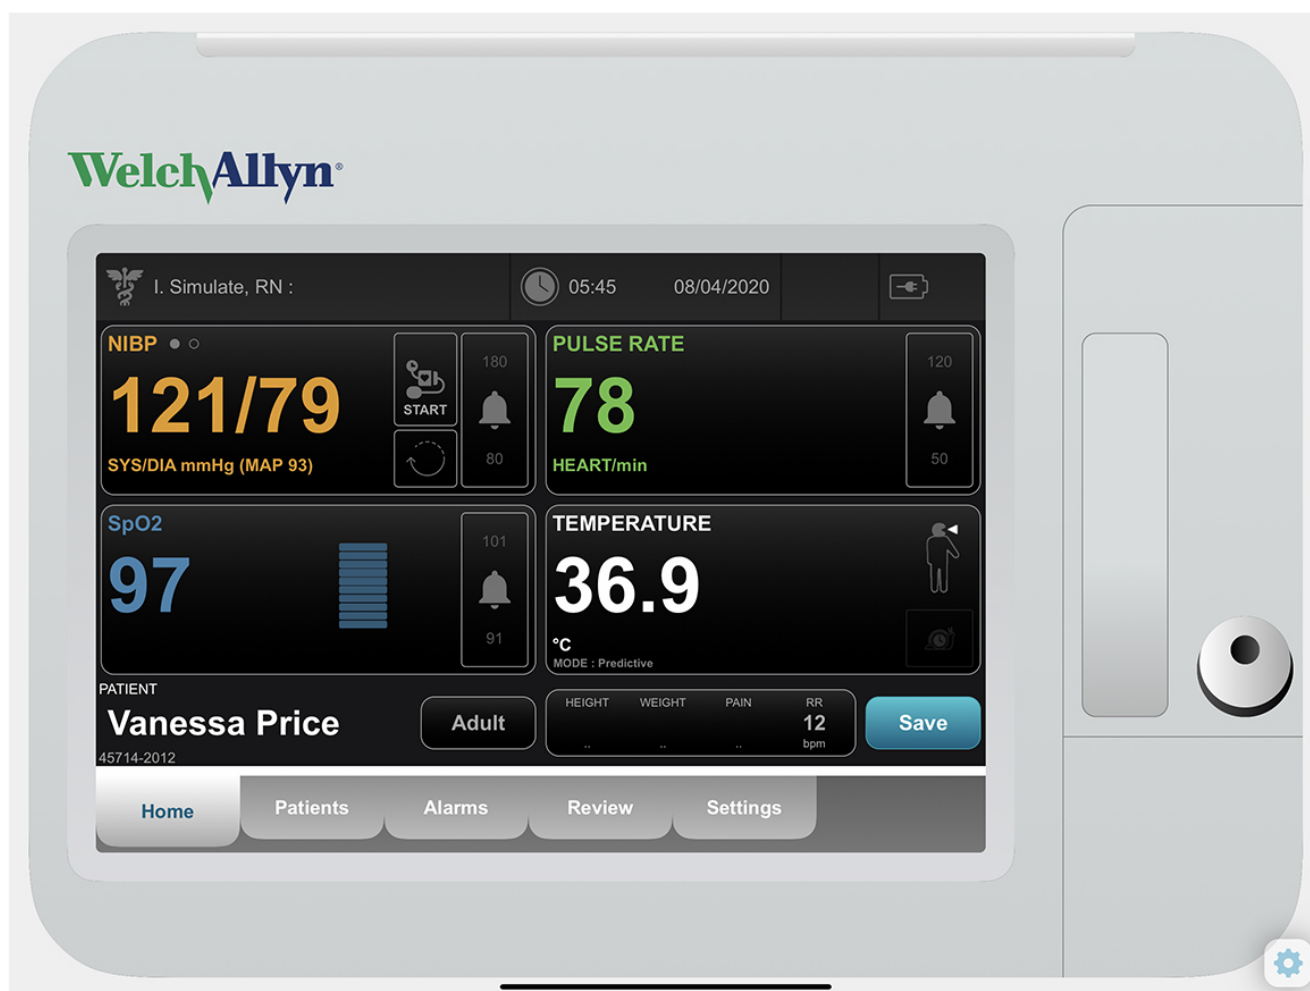 WelchAllyn®
I. Simulate, RN :
05:45 08/04/2020
NIBP
180
121/79
START
SYS/DIA mmHg (MAP 93)
80
PULSE RATE
120
78
HEART/min
50
SpO2
101
97
91
TEMPERATURE
36.9
°C
MODE : Predictive
PATIENT
Vanessa Price
45714-2012
Adult
HEIGHT WEIGHT PAIN RR
12
.. .. .. bpm
Save
Home Patients Alarms Review Settings